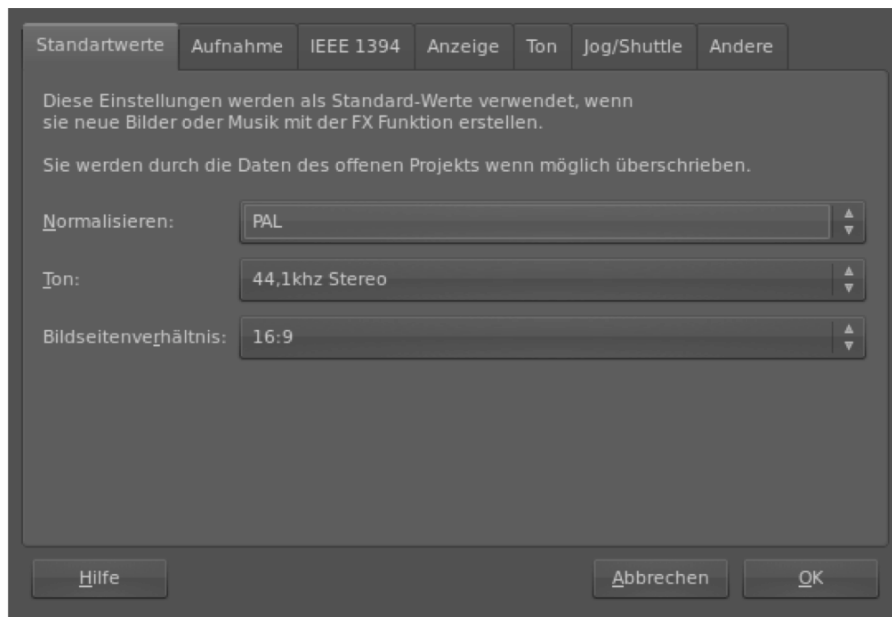 Standartwerte Aufnahme IEEE 1394 Anzeige Ton Jog/Shuttle Andere
Diese Einstellungen werden als Standard-Werte verwendet, wenn
sie neue Bilder oder Musik mit der FX Funktion erstellen.
Sie werden durch die Daten des offenen Projekts wenn möglich überschrieben.
Normalisieren: PAL
Ton: 44,1khz Stereo
Bildseitenverhältnis: 16:9
Hilfe Abbrechen OK